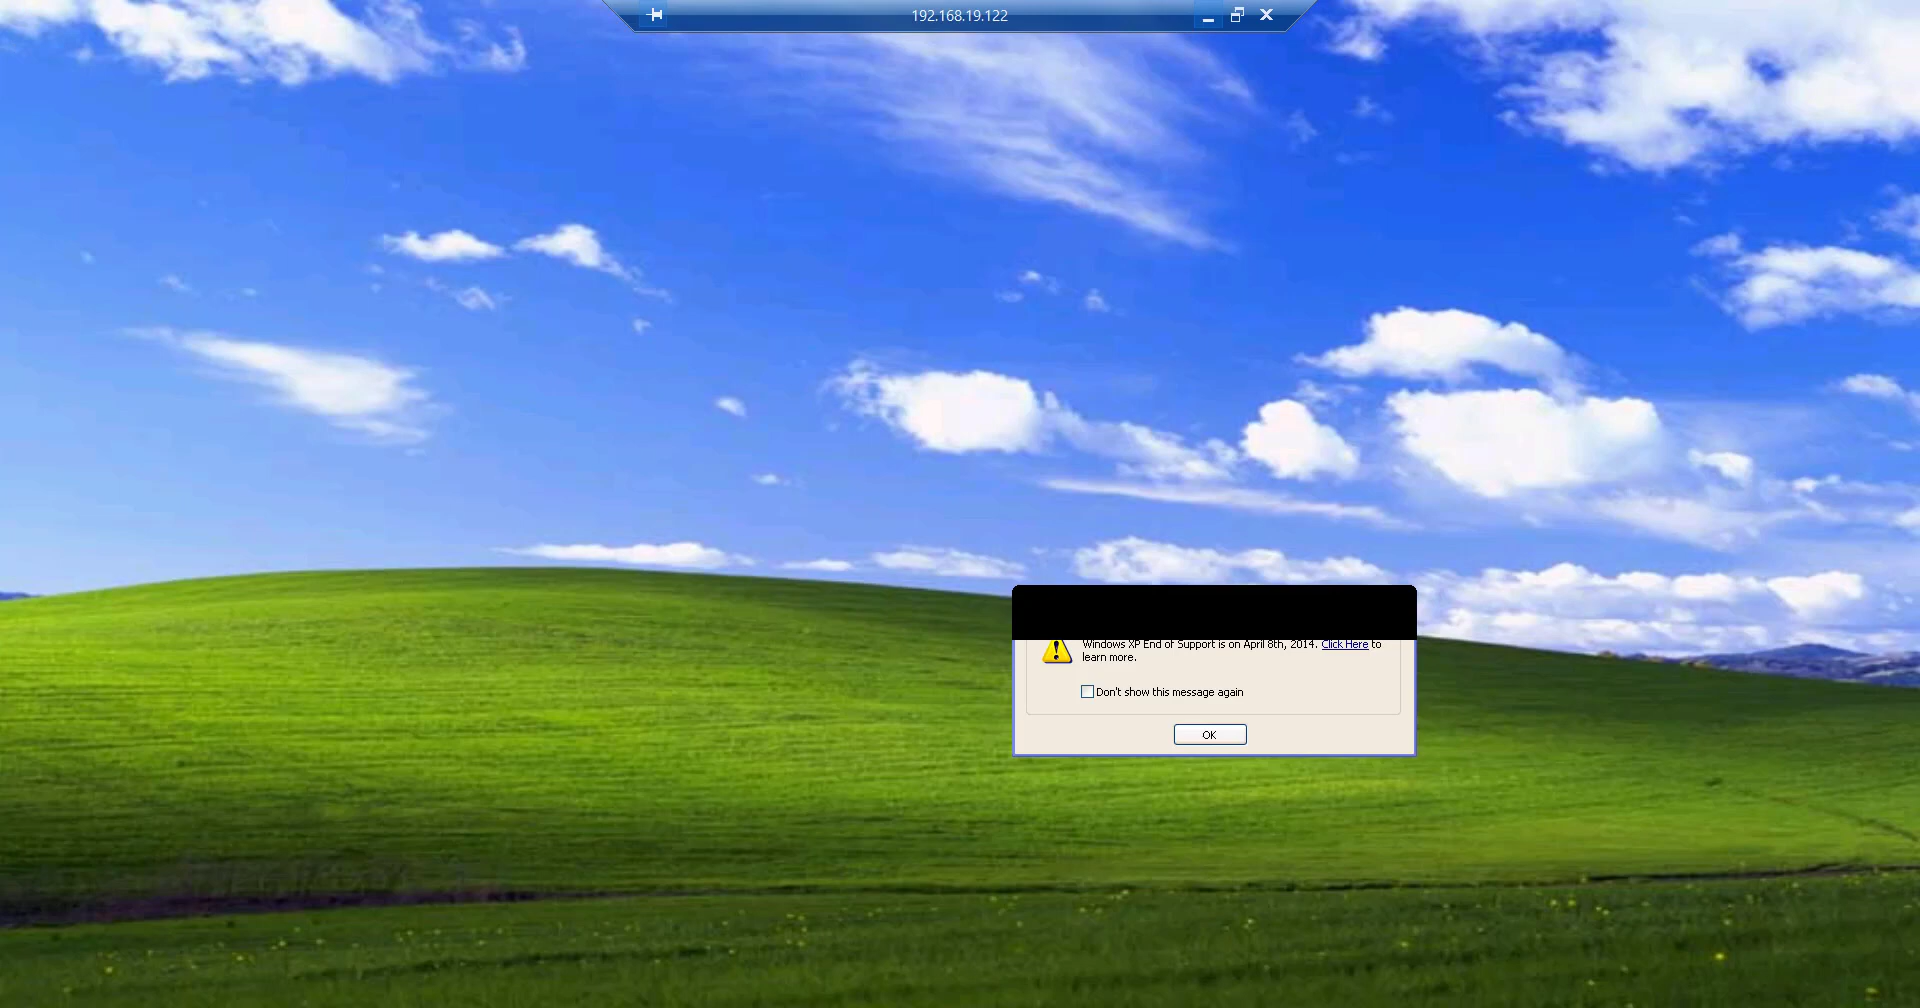 192.168.19.122
Windows XP End of Support is on April 8th, 2014. Click Here to
learn more.
Don't show this message again
OK